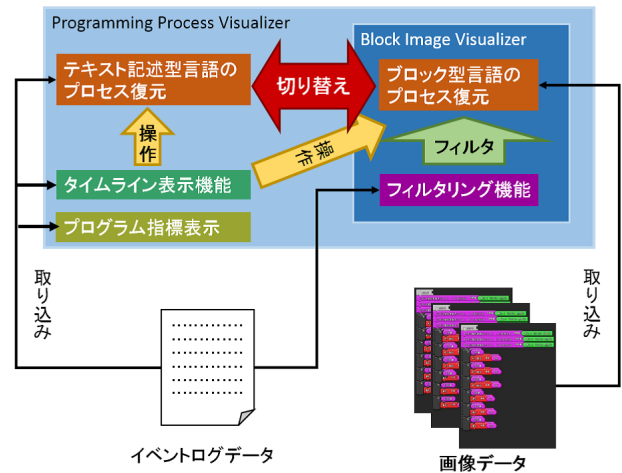 Programming Process Visualizer
Block Image Visualizer
テキスト記述型言語の
プロセス復元
切り替え
ブロック型言語の
プロセス復元
操作
操作
フィルタ
タイムライン表示機能
フィルタリング機能
プログラム指標表示
取り込み
取り込み
イベントログデータ
画像データ